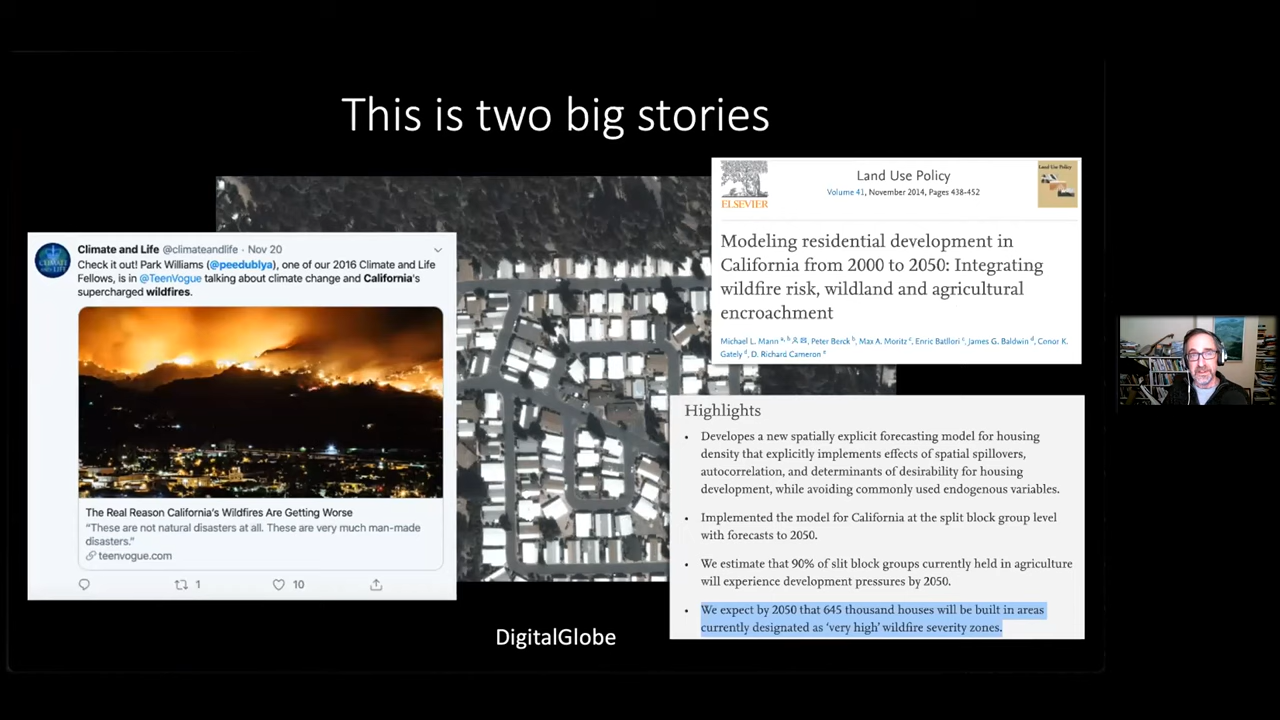 This is two big stories
Climate and Life @climateandlife · Nov 20
Check it out! Park Williams (@peedublya), one of our 2016 Climate and Life
Fellows, is in @TeenVogue talking about climate change and California's
supercharged wildfires.
The Real Reason California's Wildfires Are Getting Worse
“These are not natural disasters at all. These are very much man-made
disasters.”
teenvogue.com
1
10
ELSEVIER
Land Use Policy
Volume 41, November 2014, Pages 438-452
Land Use Policy
Modeling residential development in
California from 2000 to 2050: Integrating
wildfire risk, wildland and agricultural
encroachment
Michael L. Mann a, b, Peter Berck b, Max A. Moritz c, Enric Batllori c, James G. Baldwin d, Conor K.
Gately d, D. Richard Cameron e
Highlights
• Developes a new spatially explicit forecasting model for housing
density that explicitly implements effects of spatial spillovers,
autocorrelation, and determinants of desirability for housing
development, while avoiding commonly used endogenous variables.
• Implemented the model for California at the split block group level
with forecasts to 2050.
• We estimate that 90% of slit block groups currently held in agriculture
will experience development pressures by 2050.
• We expect by 2050 that 645 thousand houses will be built in areas
currently designated as ‘very high’ wildfire severity zones.
DigitalGlobe